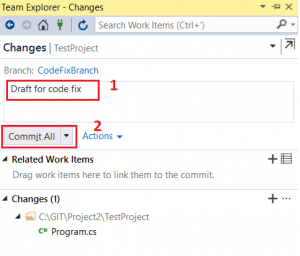 Team Explorer - Changes
Search Work Items (Ctrl+')
Changes | TestProject
Branch: CodeFixBranch
Draft for code fix
1
2
Commit All
Actions
Related Work Items
Drag work items here to link them to the commit.
Changes (1)
C:\GIT\Project2\TestProject
C# Program.cs